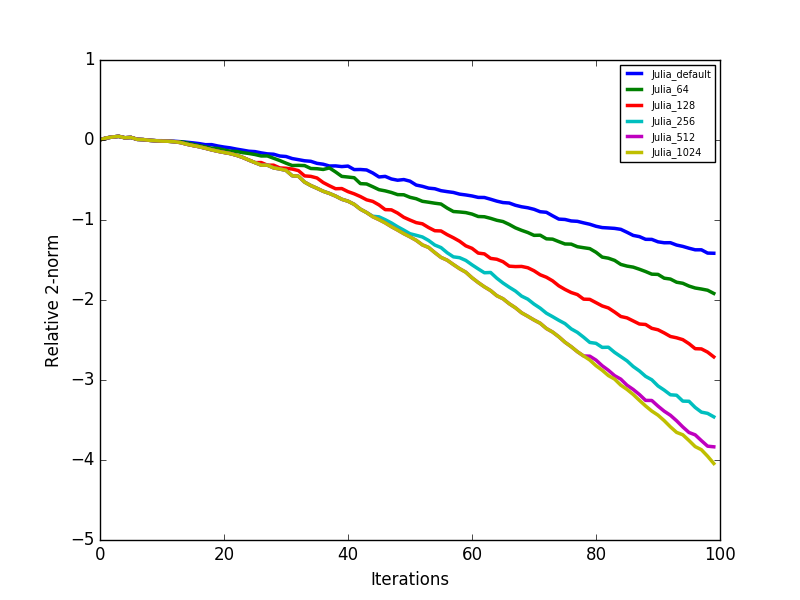 1
0
−1
−2
−3
−4
−5
0
20
40
60
80
100
Relative 2-norm
Iterations
Julia_default
Julia_64
Julia_128
Julia_256
Julia_512
Julia_1024